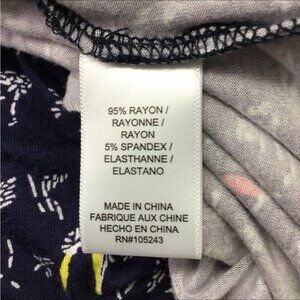 95% RAYON /
RAYONNE /
RAYON
5% SPANDEX /
ELASTHANNE /
ELASTANO
MADE IN CHINA
FABRIQUE AUX CHINE
HECHO EN CHINA
RN#105243